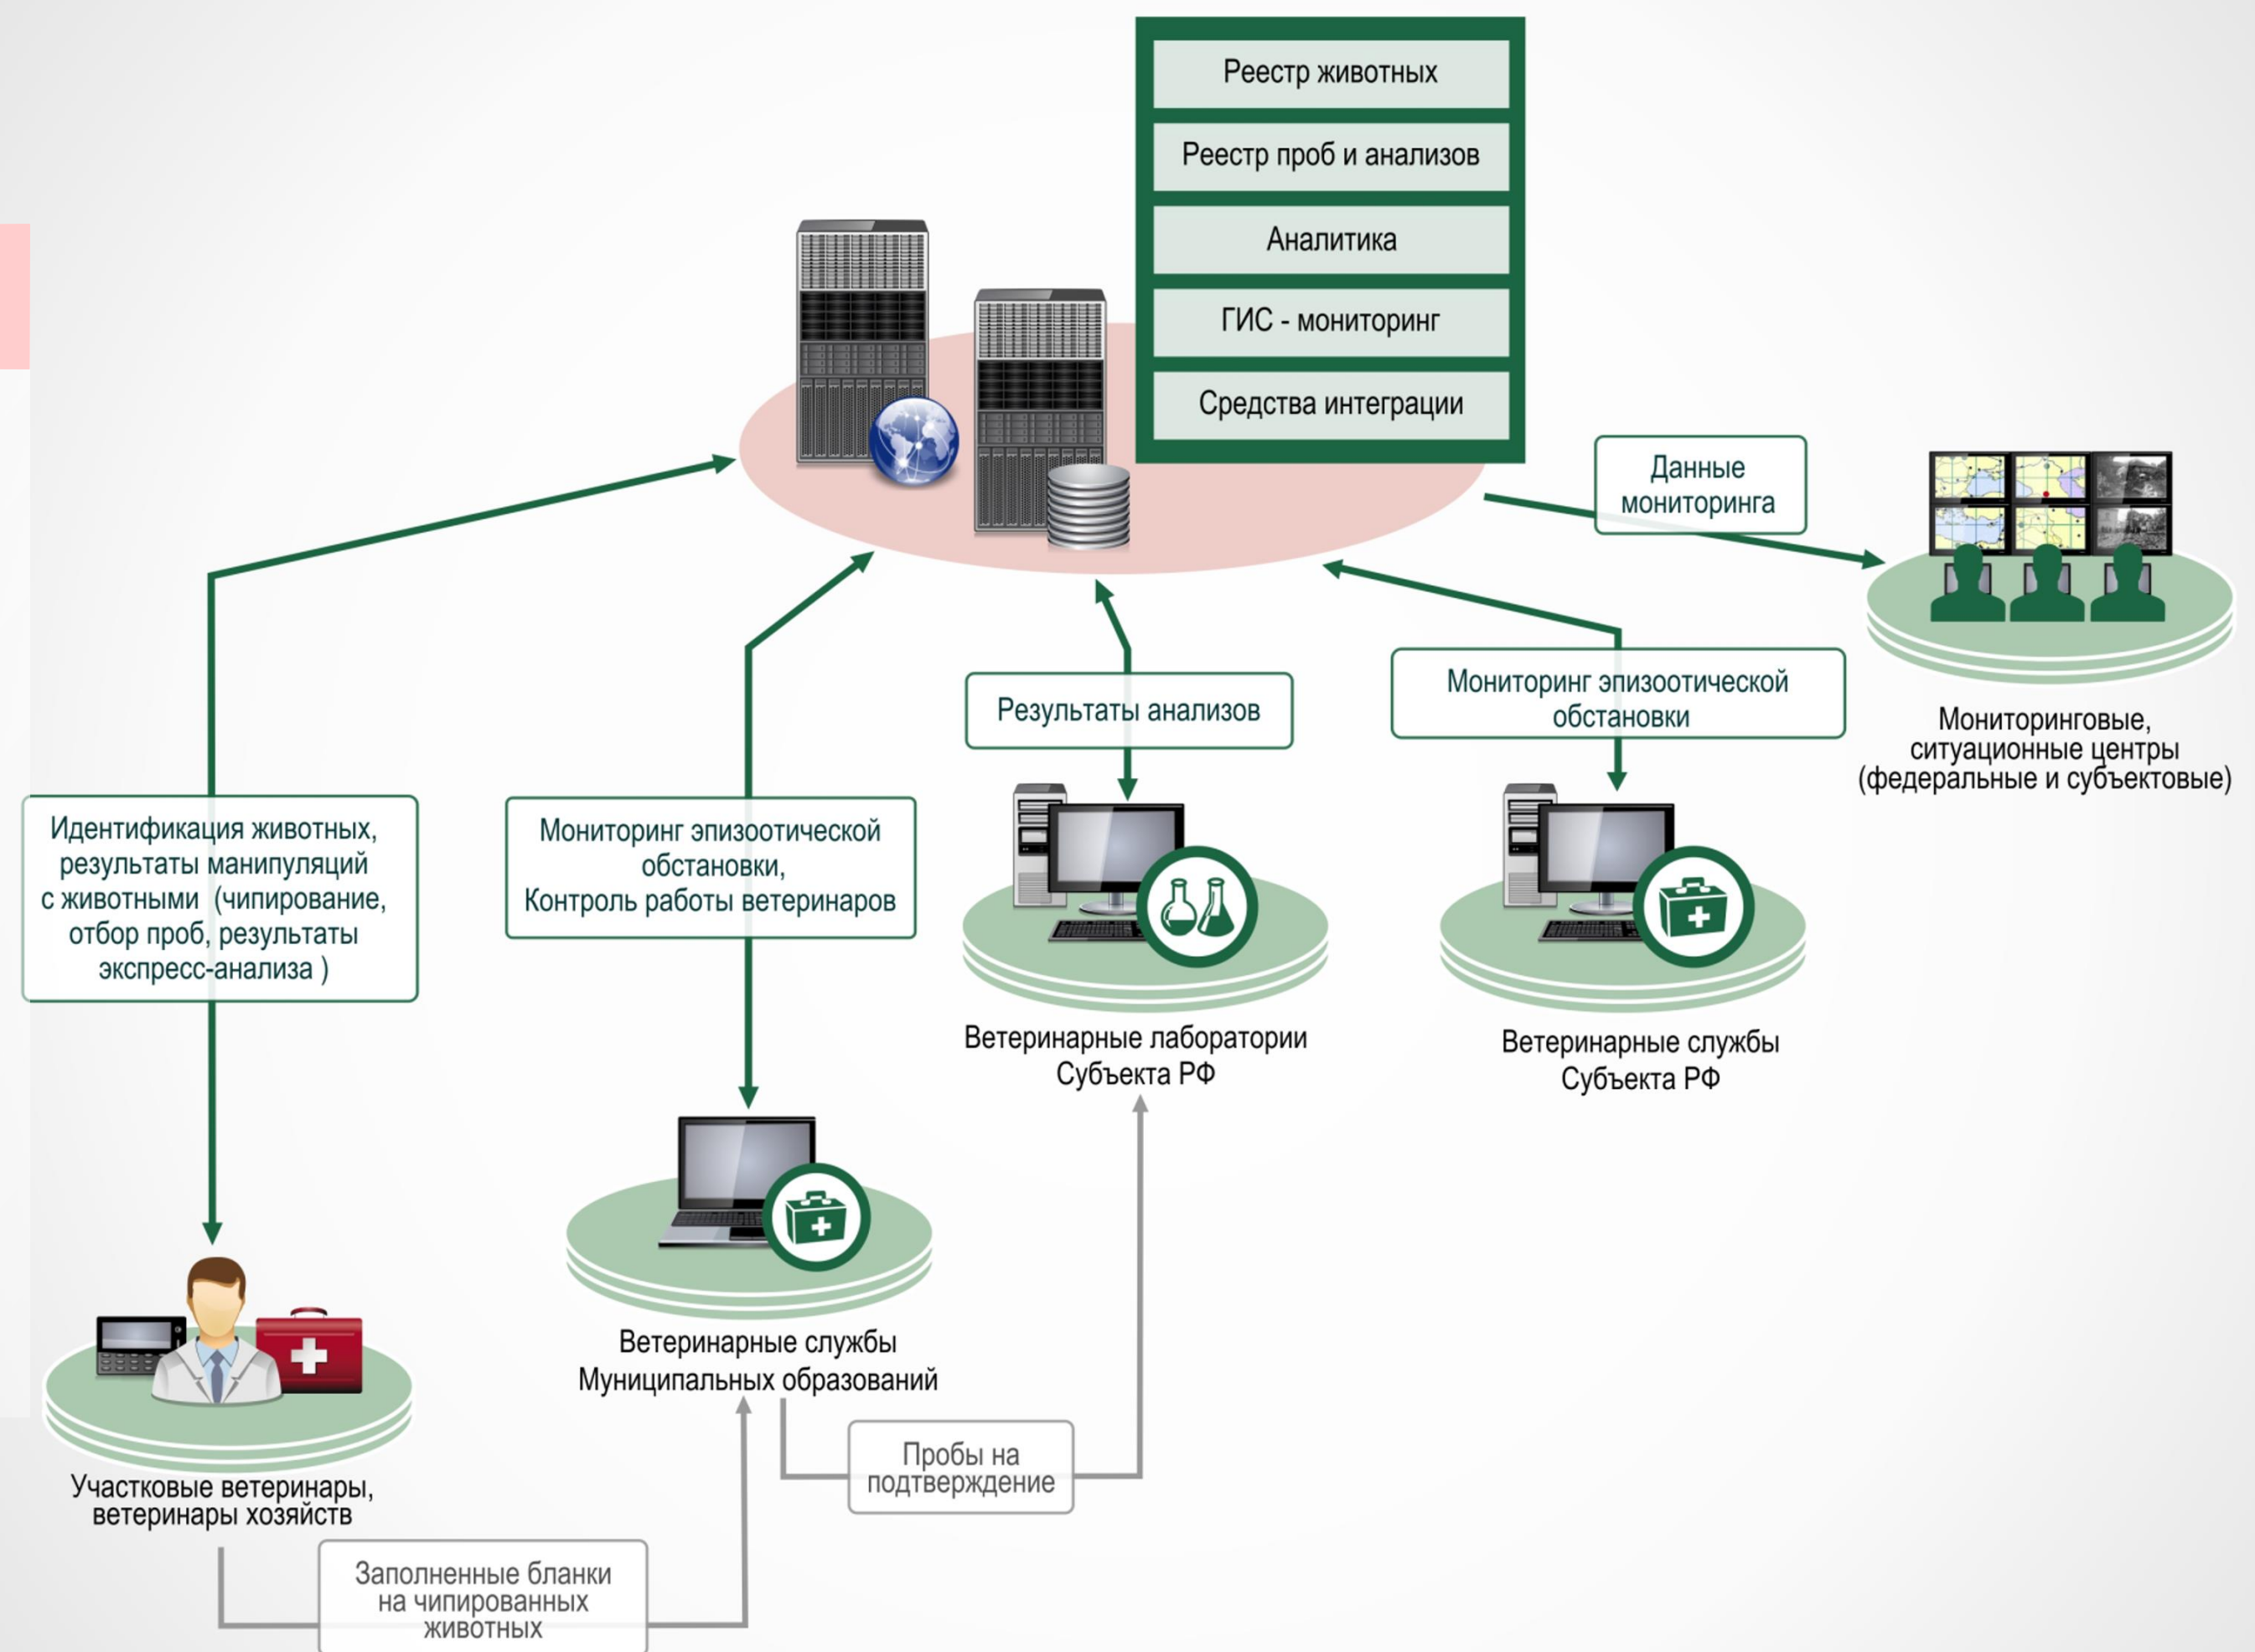 Реестр животных
Реестр проб и анализов
Аналитика
ГИС - мониторинг
Средства интеграции
Данные
мониторинга
Мониторинговые,
ситуационные центры
(федеральные и субъектовые)
Результаты анализов
Мониторинг эпизоотической
обстановки
Идентификация животных,
результаты манипуляций
с животными (чипирование,
отбор проб, результаты
экспресс-анализа )
Мониторинг эпизоотической
обстановки,
Контроль работы ветеринаров
Ветеринарные лаборатории
Субъекта РФ
Ветеринарные службы
Субъекта РФ
Ветеринарные службы
Муниципальных образований
Участковые ветеринары,
ветеринары хозяйств
Пробы на
подтверждение
Заполненные бланки
на чипированных
животных